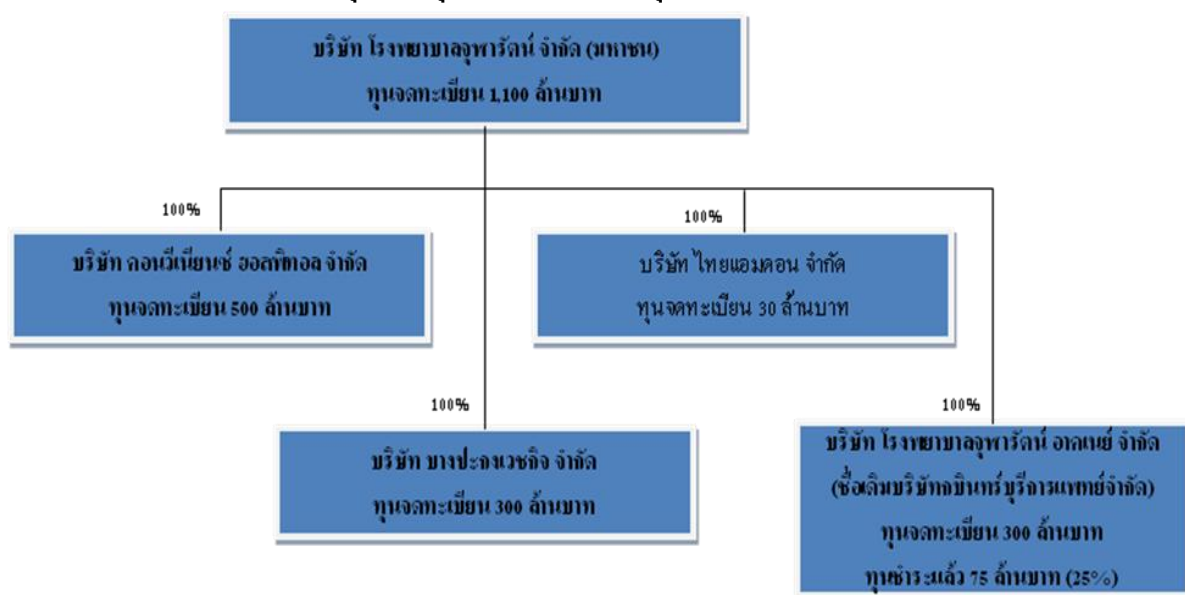 บริษัท โรงพยาบาลจุฬารัตน์ จำกัด (มหาชน)
ทุนจดทะเบียน 1,100 ล้านบาท
100%
บริษัท คอนวีเนียนซ์ ฮอสพิทอล จำกัด
ทุนจดทะเบียน 500 ล้านบาท
100%
บริษัท ไทยแอมดอน จำกัด
ทุนจดทะเบียน 30 ล้านบาท
100%
บริษัท บางปะกงเวชกิจ จำกัด
ทุนจดทะเบียน 300 ล้านบาท
100%
บริษัท โรงพยาบาลจุฬารัตน์ อาคเนย์ จำกัด
(ชื่อเดิมบริษัทกบินทร์บุรีการแพทย์จำกัด)
ทุนจดทะเบียน 300 ล้านบาท
ทุนชำระแล้ว 75 ล้านบาท (25%)